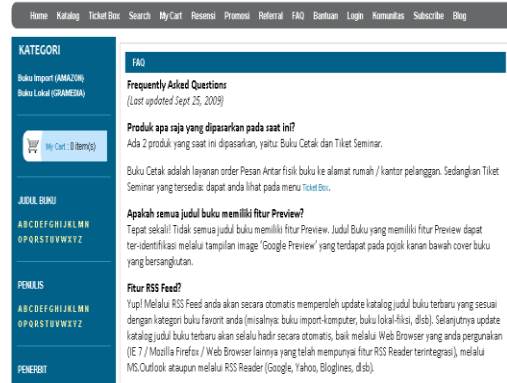 Home Katalog Ticket Box Search My Cart Resensi Promosi Referral FAQ Bantuan Login Komunitas Subscribe Blog
KATEGORI
Buku Import (AMAZON)
Buku Lokal (GRAMEDIA)
My Cart : 0 item(s)
JUDUL BUKU
A B C D E F G H I J K L M N
O P Q R S T U V W X Y Z
PENULIS
A B C D E F G H I J K L M N
O P Q R S T U V W X Y Z
PENERBIT
FAQ
Frequently Asked Questions
(Last updated Sept 25, 2009)
Produk apa saja yang dipasarkan pada saat ini?
Ada 2 produk yang saat ini dipasarkan, yaitu: Buku Cetak dan Tiket Seminar.
Buku Cetak adalah layanan order Pesan Antar fisik buku ke alamat rumah / kantor pelanggan. Sedangkan Tiket
Seminar yang tersedia: dapat anda lihat pada menu Ticket Box.
Apakah semua judul buku memiliki fitur Preview?
Tepat sekali! Tidak semua judul buku memiliki fitur Preview. Judul Buku yang memiliki fitur Preview dapat
ter-identifikasi melalui tampilan image 'Google Preview' yang terdapat pada pojok kanan bawah cover buku
yang bersangkutan.
Fitur RSS Feed?
Yup! Melalui RSS Feed anda akan secara otomatis memperoleh update katalog judul buku terbaru yang sesuai
dengan kategori buku favorit anda (misalnya: buku import-komputer, buku lokal-fiksi, dlsb). Selanjutnya update
katalog judul buku terbaru akan selalu hadir secara otomatis, baik melalui Web Browser yang anda pergunakan
(IE 7 / Mozilla Firefox / Web Browser lainnya yang telah mempunyai fitur RSS Reader terintegrasi), melalui
MS.Outlook ataupun melalui RSS Reader (Google, Yahoo, Bloglines, dlsb).